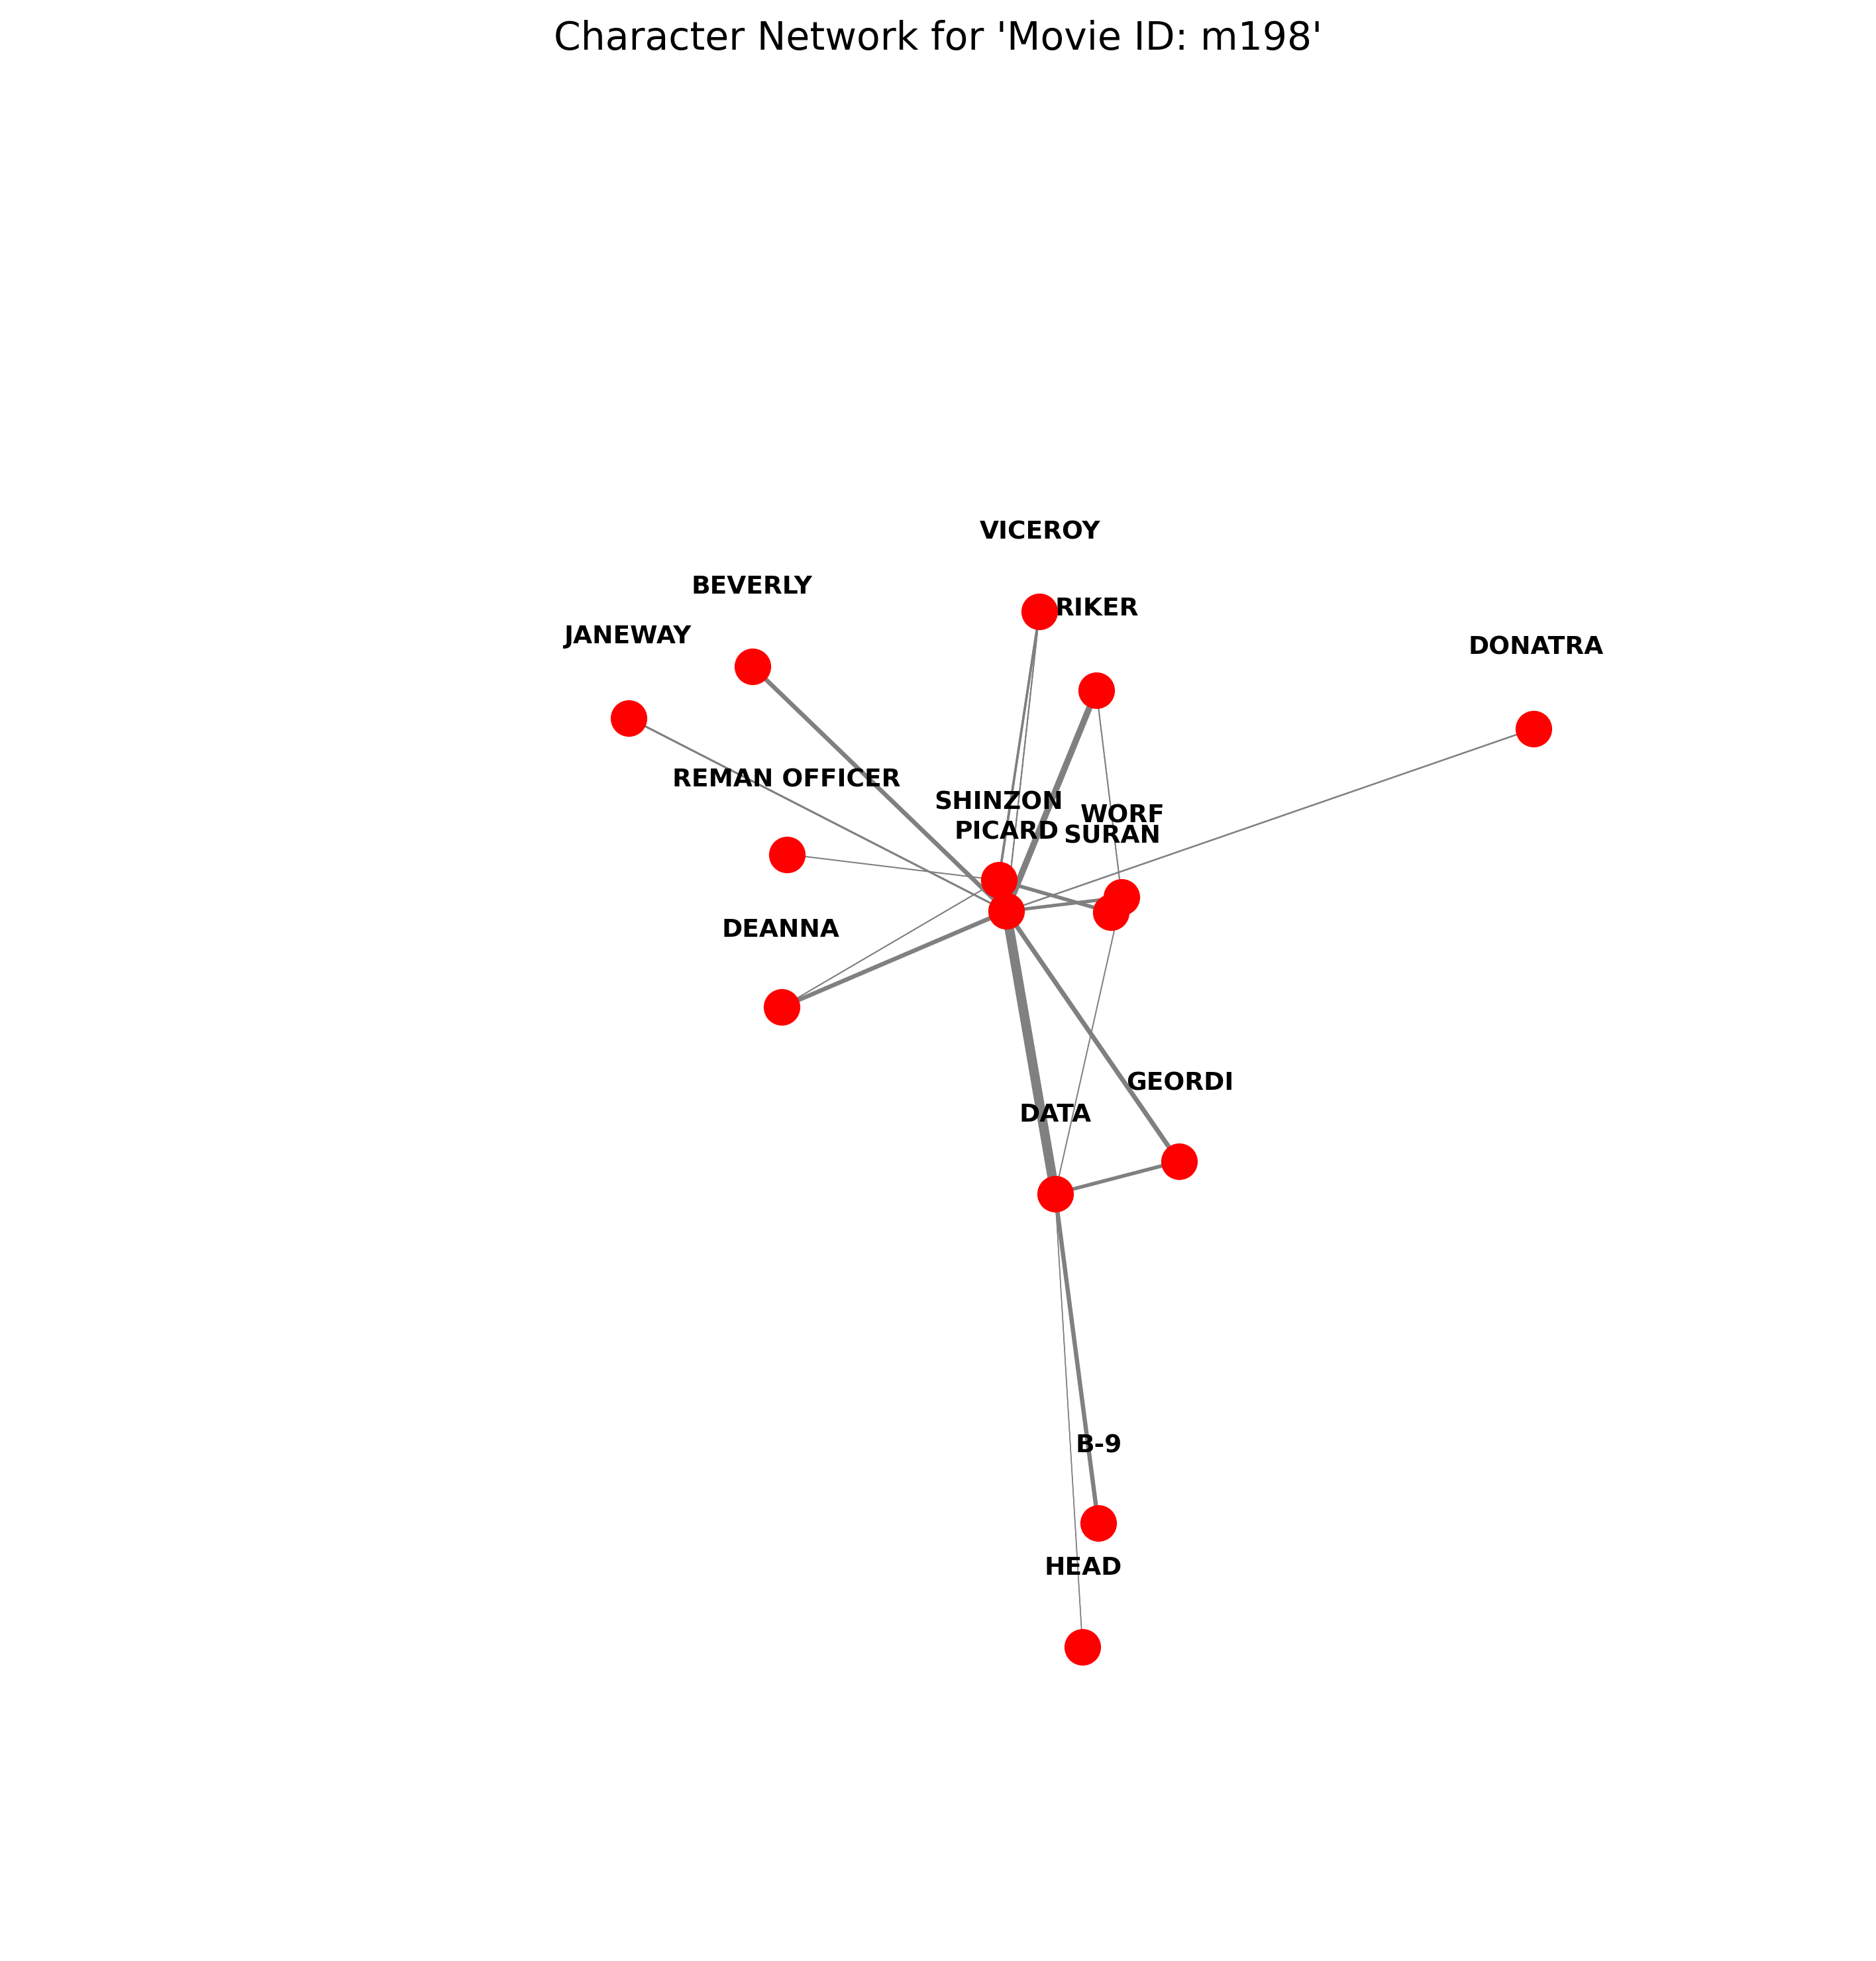 Character Network for 'Movie ID: m198'
VICEROY
BEVERLY
RIKER
JANEWAY
DONATRA
REMAN OFFICER
SHINZON
WORF
PICARD
SURAN
DEANNA
GEORDI
DATA
B-9
HEAD